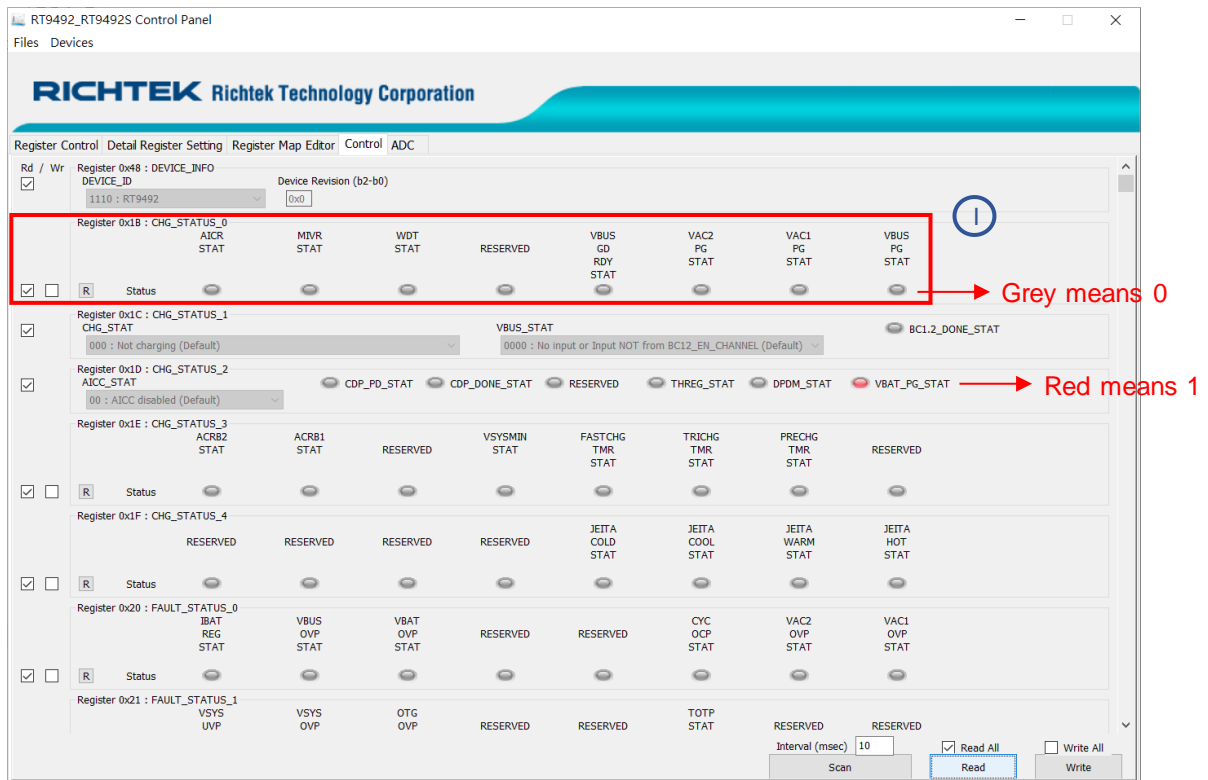 RT9492_RT9492S Control Panel
Files Devices
RICHTEK Richtek Technology Corporation
Register Control Detail Register Setting Register Map Editor Control ADC
Rd / Wr
Register 0x48 : DEVICE_INFO
DEVICE_ID Device Revision (b2-b0)
1110 : RT9492 0x0
Register 0x1B : CHG_STATUS_0
AICR STAT MIVR STAT WDT STAT RESERVED VBUS GD RDY STAT VAC2 PG STAT VAC1 PG STAT VBUS PG STAT
I
R Status
Grey means 0
Register 0x1C : CHG_STATUS_1
CHG_STAT VBUS_STAT
000 : Not charging (Default) 0000 : No input or Input NOT from BC12_EN_CHANNEL (Default) BC1.2_DONE_STAT
Register 0x1D : CHG_STATUS_2
AICC_STAT CDP_PD_STAT CDP_DONE_STAT RESERVED THREG_STAT DPDM_STAT VBAT_PG_STAT
Red means 1
00 : AICC disabled (Default)
Register 0x1E : CHG_STATUS_3
ACRB2 STAT ACRB1 STAT RESERVED VSYSMIN STAT FASTCHG TMR STAT TRICHG TMR STAT PRECHG TMR STAT RESERVED
R Status
Register 0x1F : CHG_STATUS_4
RESERVED RESERVED RESERVED RESERVED JEITA COLD STAT JEITA COOL STAT JEITA WARM STAT JEITA HOT STAT
R Status
Register 0x20 : FAULT_STATUS_0
IBAT REG STAT VBUS OVP STAT VBAT OVP STAT RESERVED RESERVED CYC OCP STAT VAC2 OVP STAT VAC1 OVP STAT
R Status
Register 0x21 : FAULT_STATUS_1
VSYS UVP VSYS OVP OTG OVP RESERVED RESERVED TOTP STAT RESERVED RESERVED
Interval (msec) 10 Read All Write All
Scan Read Write